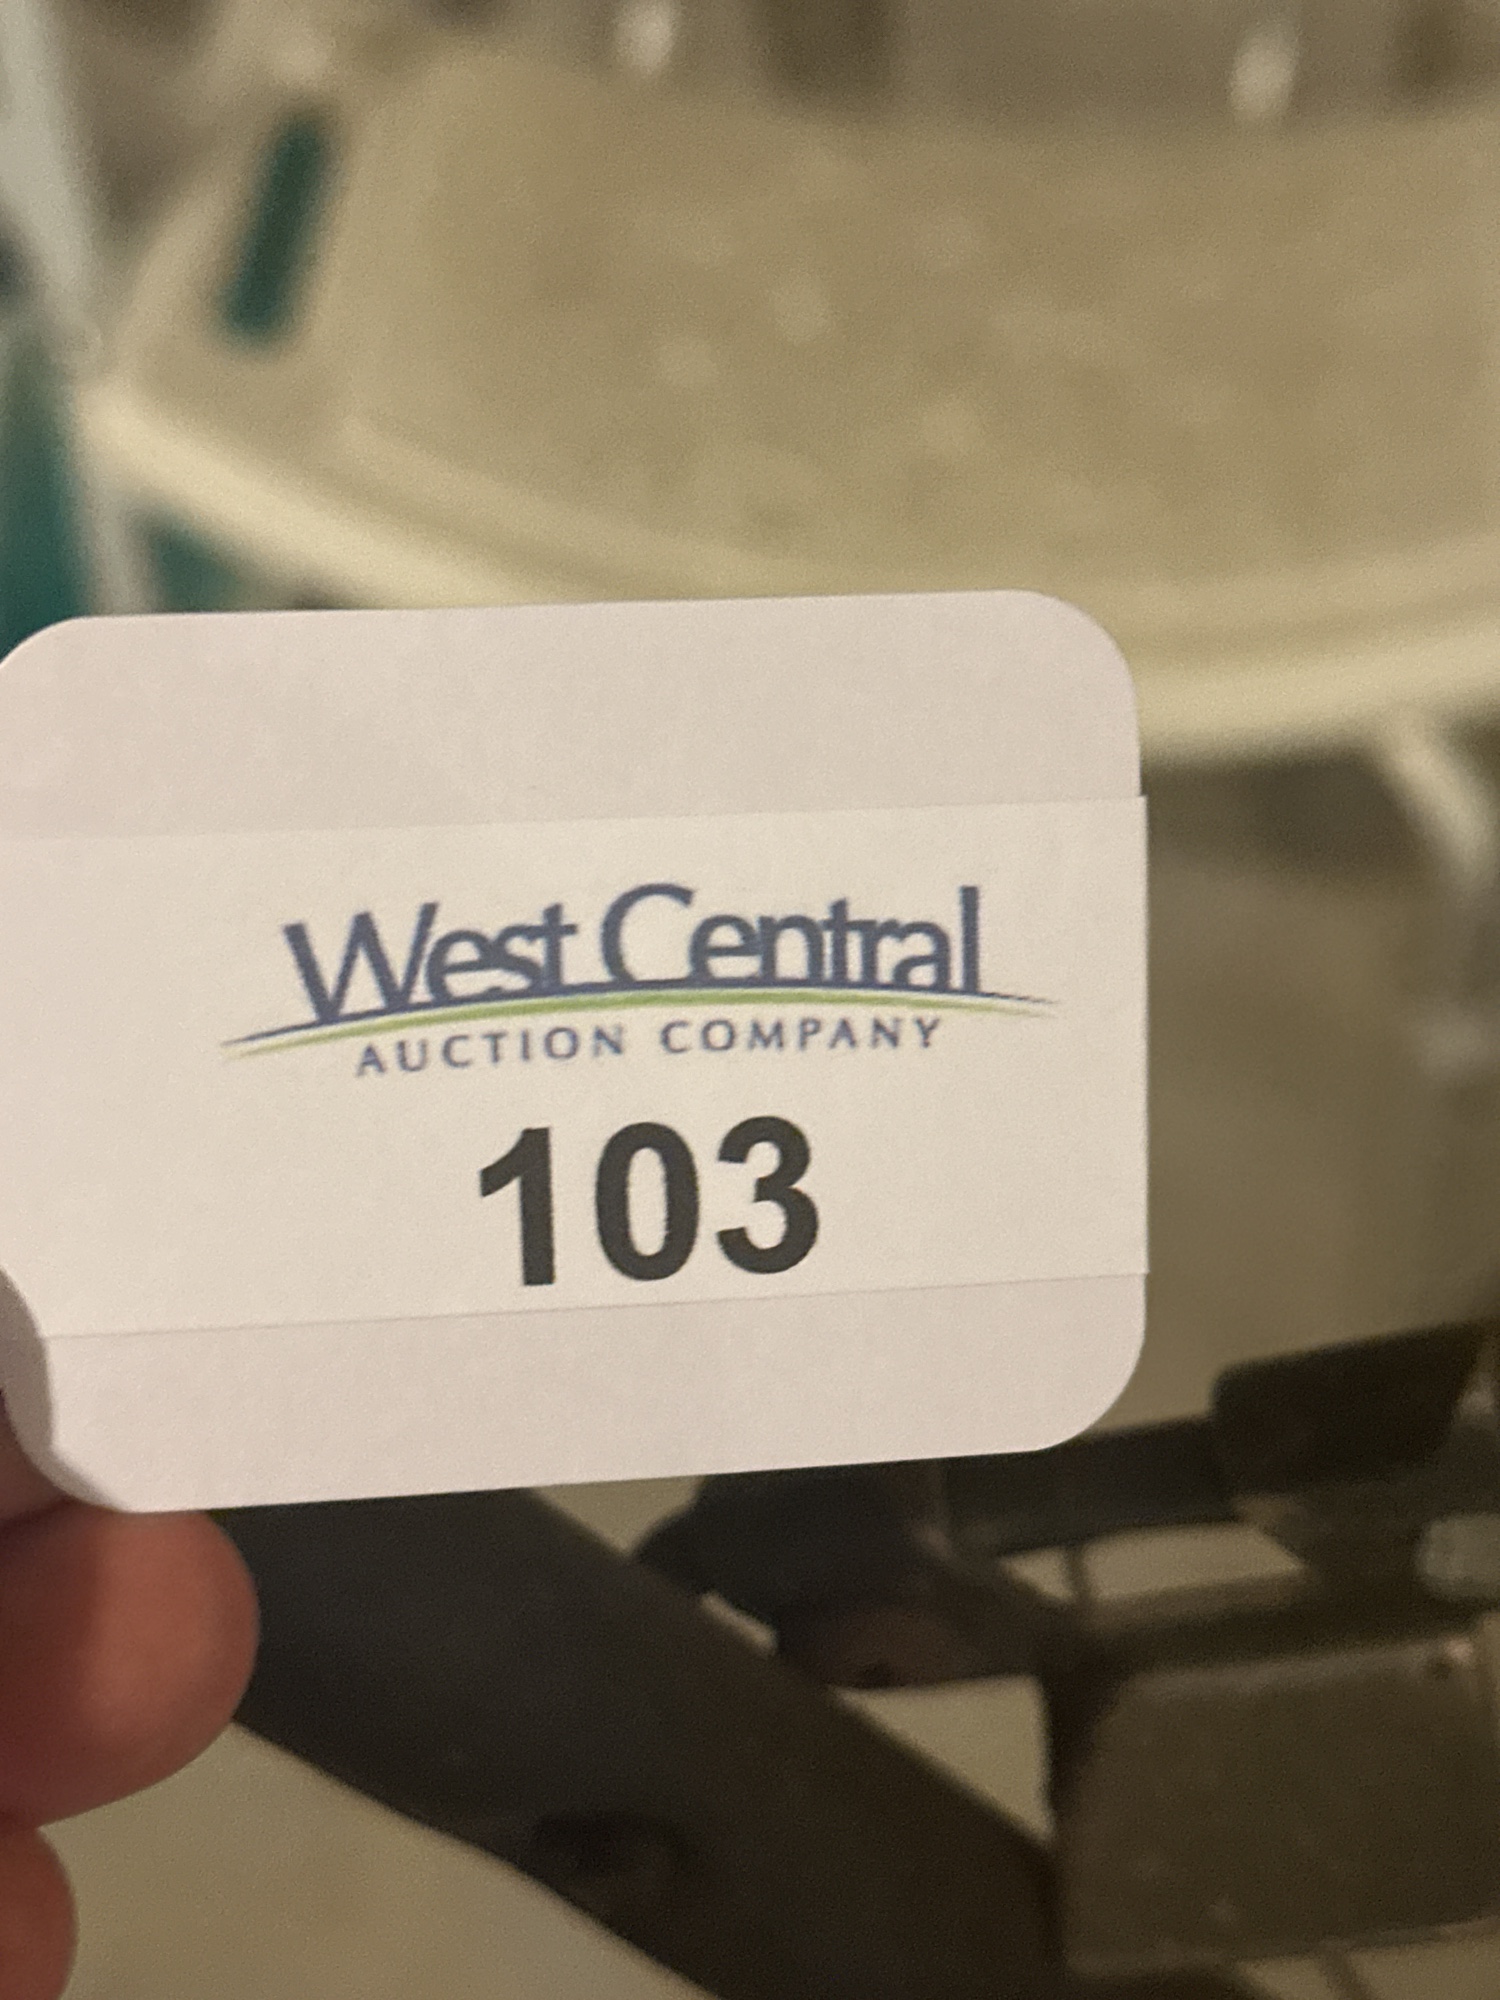 West Central
AUCTION COMPANY
103